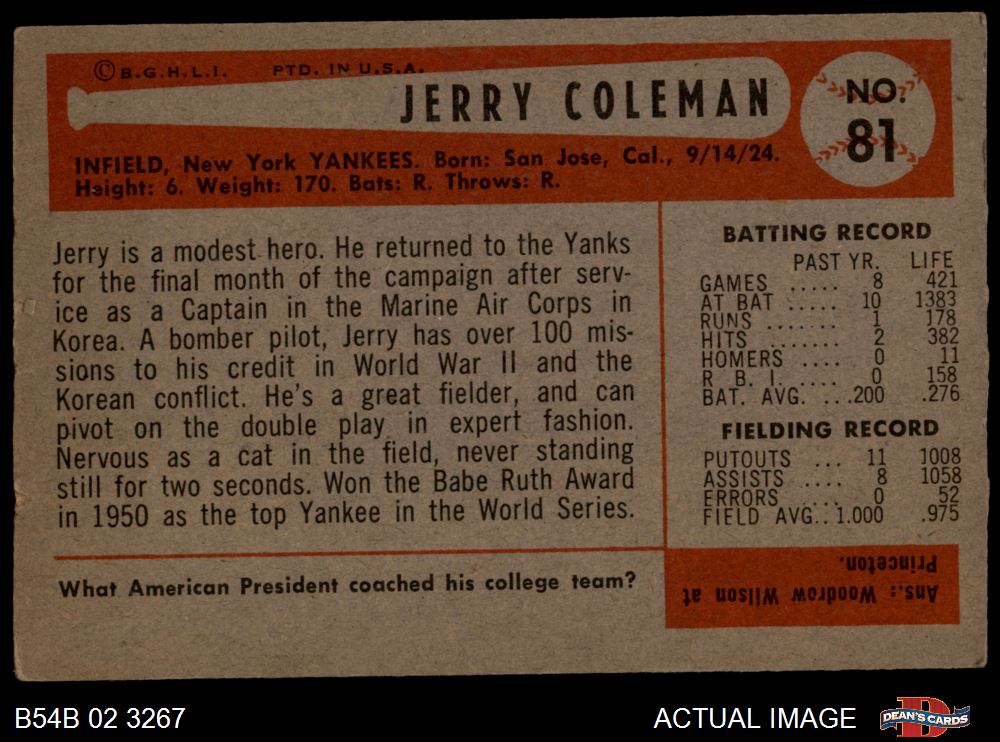 © B.G.H.L.I. PTD. IN U.S.A.
JERRY COLEMAN
NO. 81
INFIELD, New York YANKEES. Born: San Jose, Cal., 9/14/24.
Height: 6. Weight: 170. Bats: R. Throws: R.
Jerry is a modest hero. He returned to the Yanks
for the final month of the campaign after serv-
ice as a Captain in the Marine Air Corps in
Korea. A bomber pilot, Jerry has over 100 mis-
sions to his credit in World War II and the
Korean conflict. He's a great fielder, and can
pivot on the double play in expert fashion.
Nervous as a cat in the field, never standing
still for two seconds. Won the Babe Ruth Award
in 1950 as the top Yankee in the World Series.
What American President coached his college team?
BATTING RECORD
PAST YR. LIFE
GAMES ..... 8 421
AT BAT ..... 10 1383
RUNS ....... 1 178
HITS ....... 2 382
HOMERS .... 0 11
R. B. I. .... 0 158
BAT. AVG. ...200 .276
FIELDING RECORD
PUTOUTS ... 11 1008
ASSISTS .... 8 1058
ERRORS .... 0 52
FIELD AVG.. 1.000 .975
Ans.: Woodrow Wilson at
Princeton.
B54B 02 3267
ACTUAL IMAGE
D
DEAN'S CARDS